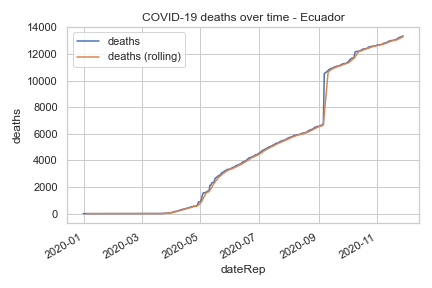 COVID-19 deaths over time - Ecuador
14000
12000
10000
8000
6000
4000
2000
0
deaths
deaths (rolling)
deaths
2020-01
2020-03
2020-05
2020-07
2020-09
2020-11
dateRep